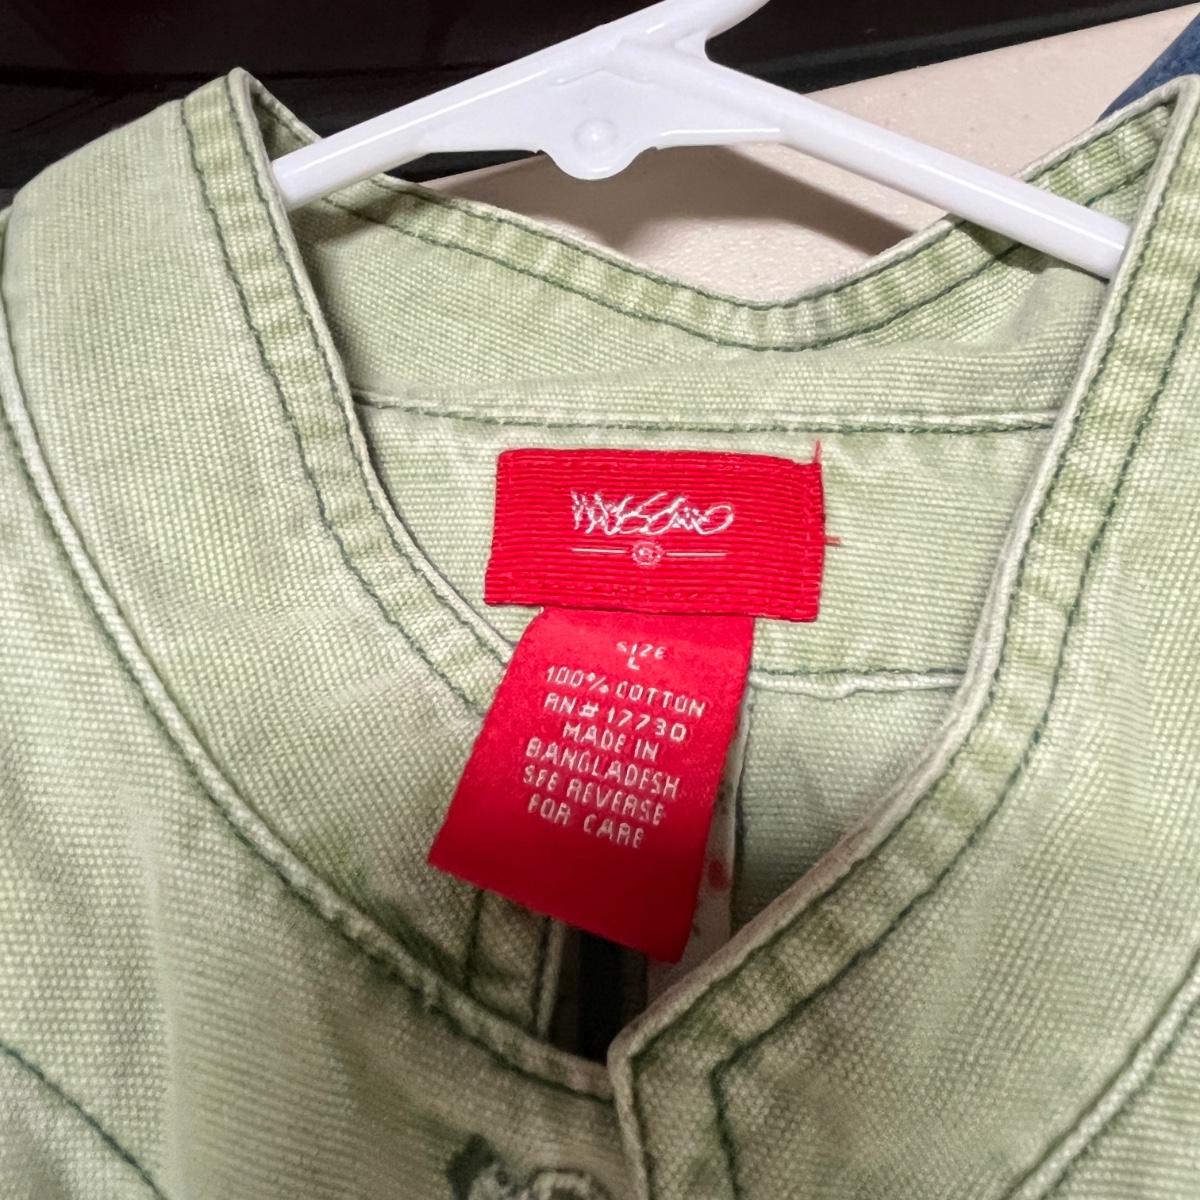 Mossimo
SIZE
L
100% COTTON
RN# 17730
MADE IN
BANGLADESH
SEE REVERSE
FOR CARE